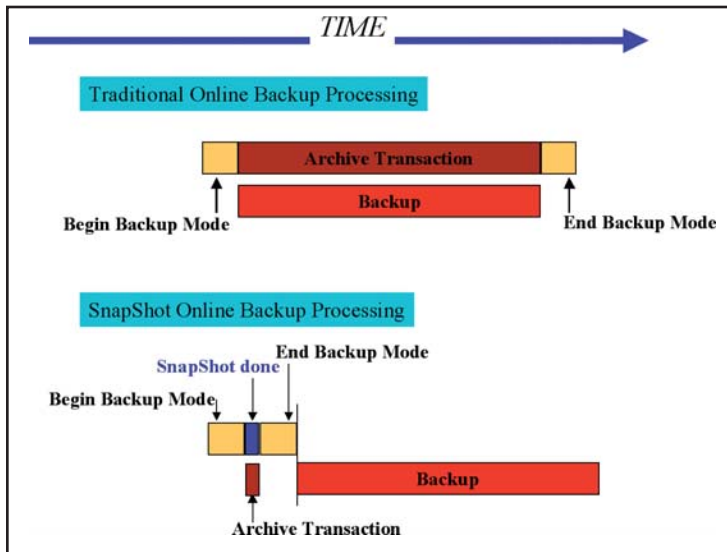 TIME
Traditional Online Backup Processing
Archive Transaction
Backup
Begin Backup Mode
End Backup Mode
SnapShot Online Backup Processing
End Backup Mode
SnapShot done
Begin Backup Mode
Backup
Archive Transaction